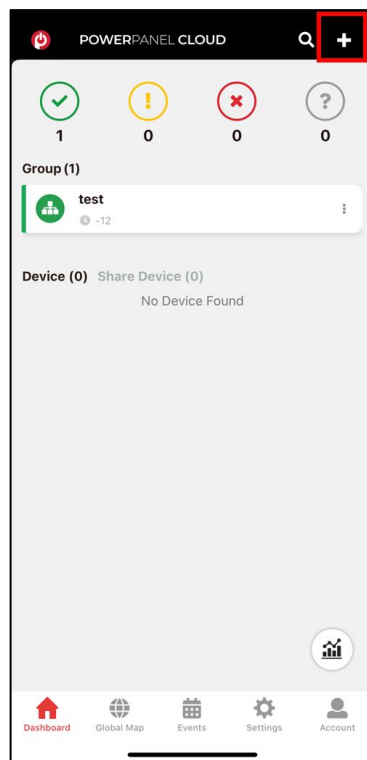 POWERPANEL CLOUD
1 0 0 0
Group (1)
test
-12
Device (0) Share Device (0)
No Device Found
Dashboard Global Map Events Settings Account